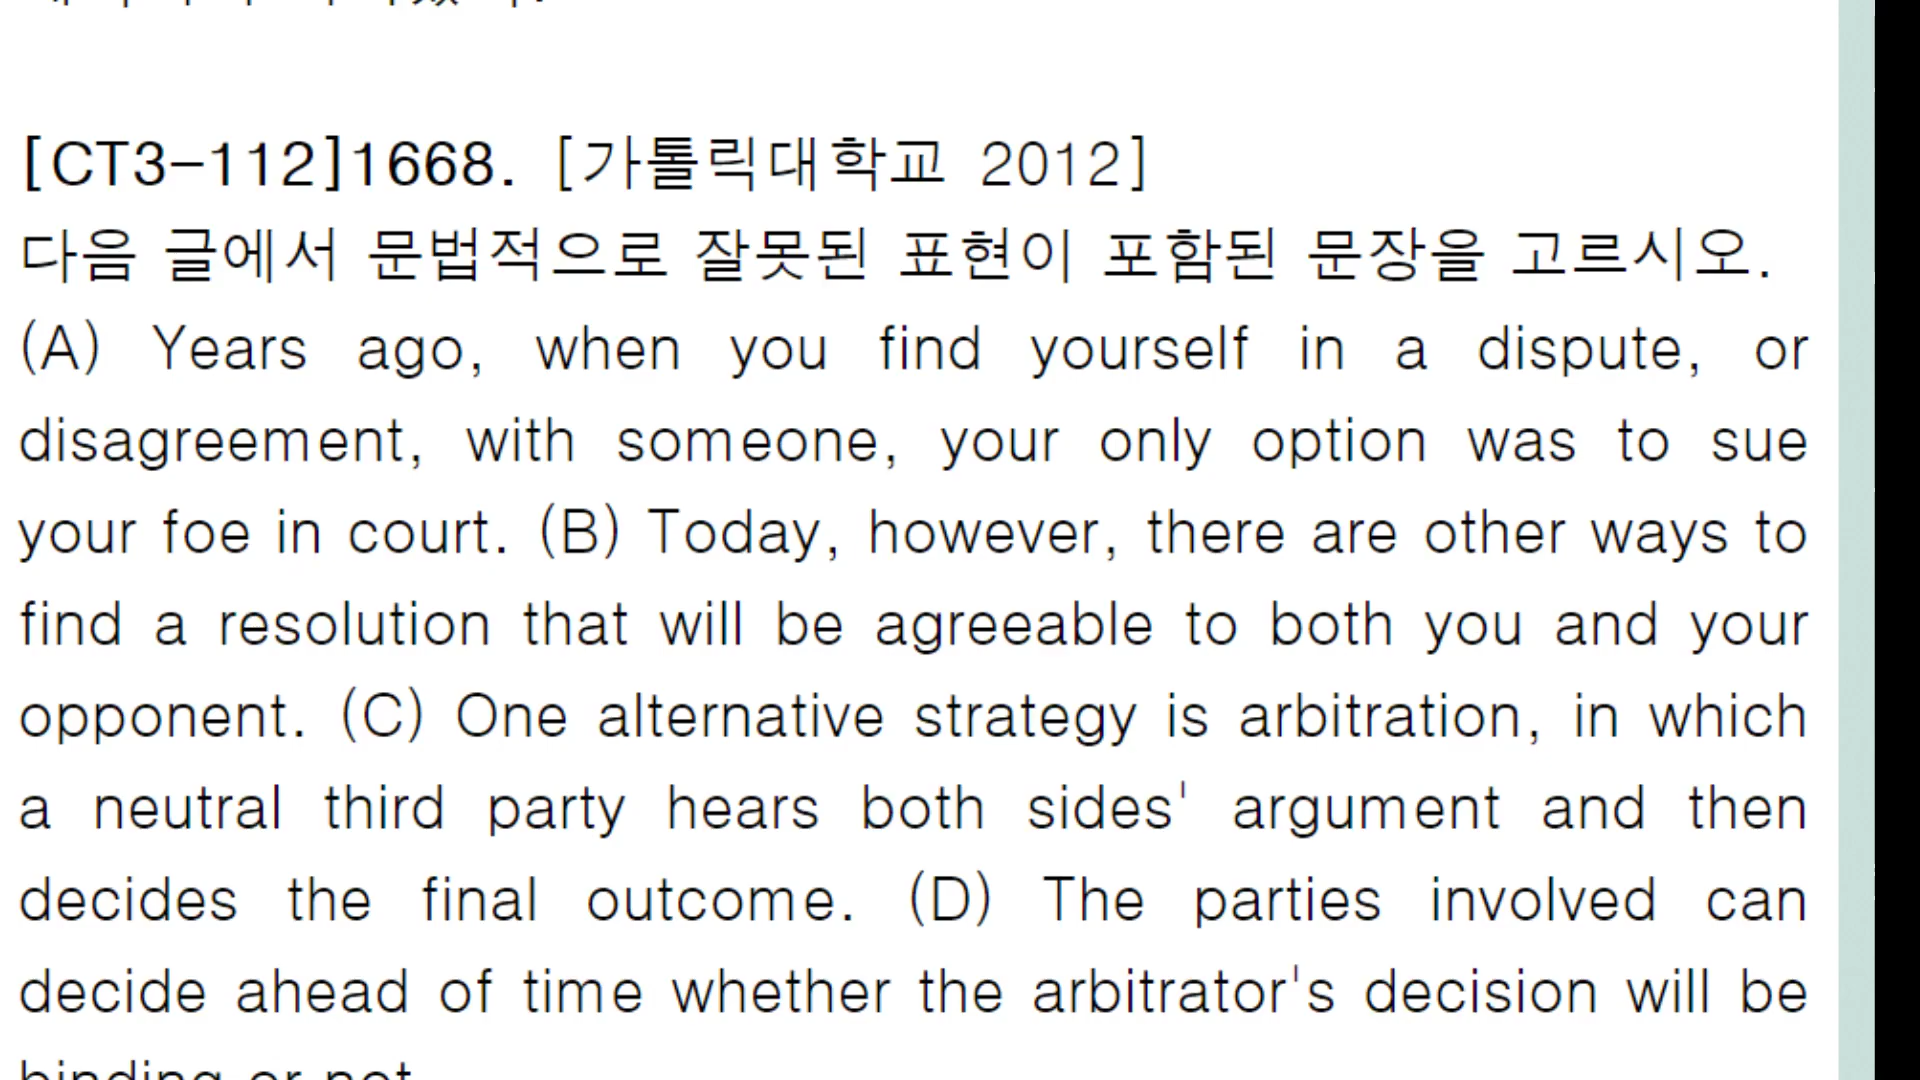 [CT3-112]1668. [가톨릭대학교 2012]
다음 글에서 문법적으로 잘못된 표현이 포함된 문장을 고르시오.
(A) Years ago, when you find yourself in a dispute, or
disagreement, with someone, your only option was to sue
your foe in court. (B) Today, however, there are other ways to
find a resolution that will be agreeable to both you and your
opponent. (C) One alternative strategy is arbitration, in which
a neutral third party hears both sides' argument and then
decides the final outcome. (D) The parties involved can
decide ahead of time whether the arbitrator's decision will be
binding or not